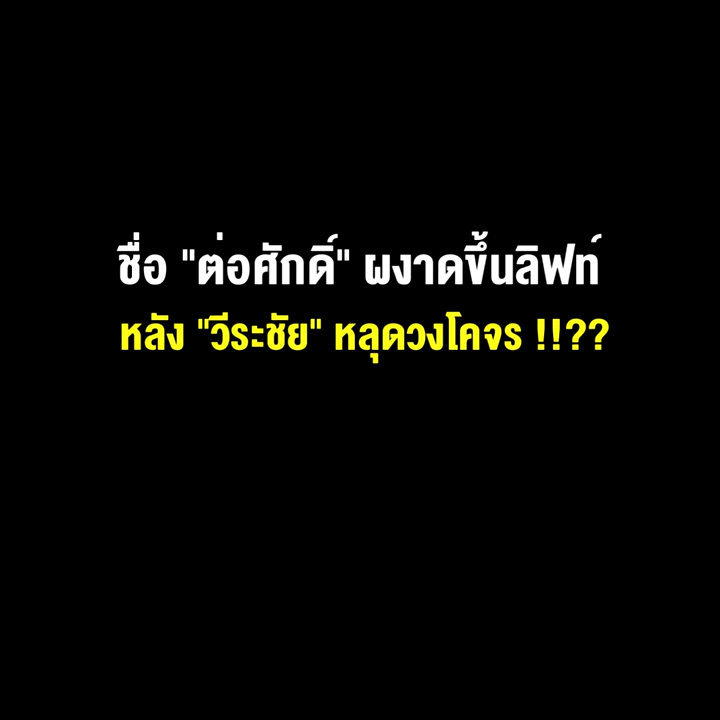 ชื่อ "ต่อศักดิ์" ผงาดขึ้นลิฟท์
หลัง "วีระชัย" หลุดวงโคจร !!??